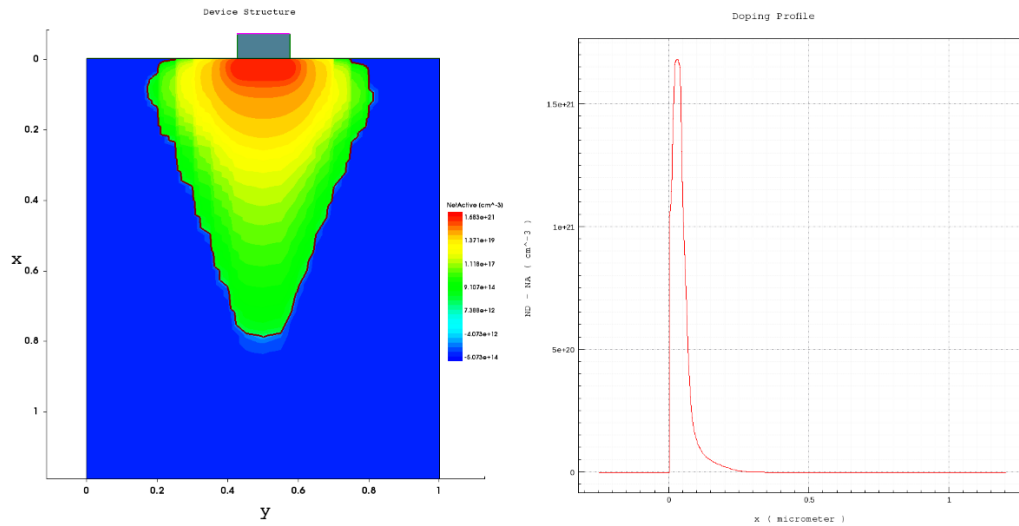 Device Structure
x
0
0.2
0.4
0.6
0.8
1
0
0.2
0.4
0.6
0.8
1
y
NetActive (cm^-3)
1.683e+21
1.371e+19
1.118e+17
9.107e+14
7.388e+12
-4.073e+12
-5.073e+14
Doping Profile
ND - NA ( cm^-3 )
1.5e+21
1e+21
5e+20
0
0
0.5
1
x ( micrometer )